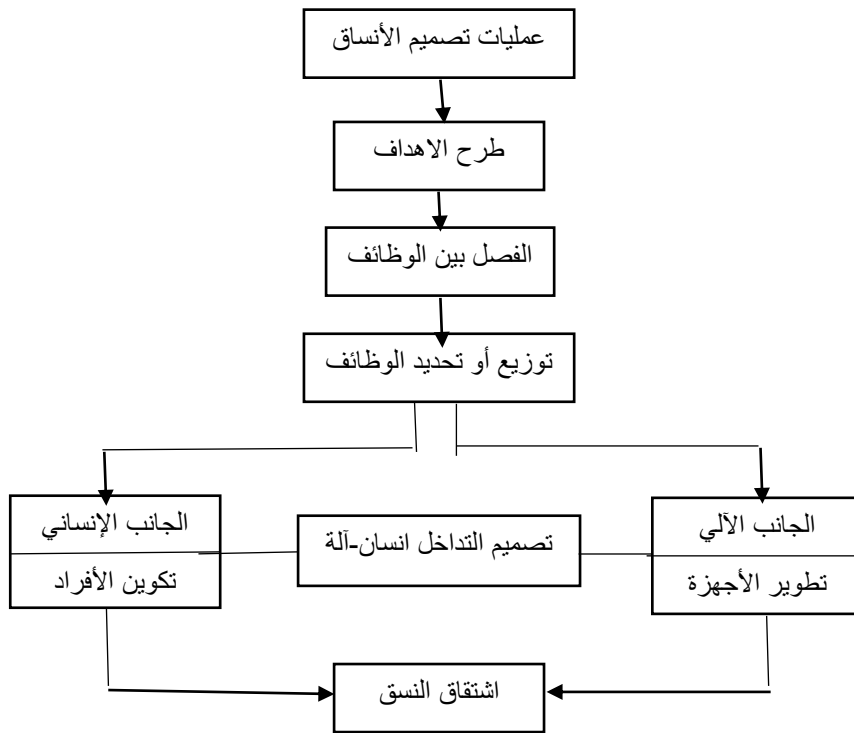 عمليات تصميم الأنساق
طرح الاهداف
الفصل بين الوظائف
توزيع أو تحديد الوظائف
الجانب الآلي
تطوير الأجهزة
تصميم التداخل انسان-آلة
الجانب الإنساني
تكوين الأفراد
اشتقاق النسق